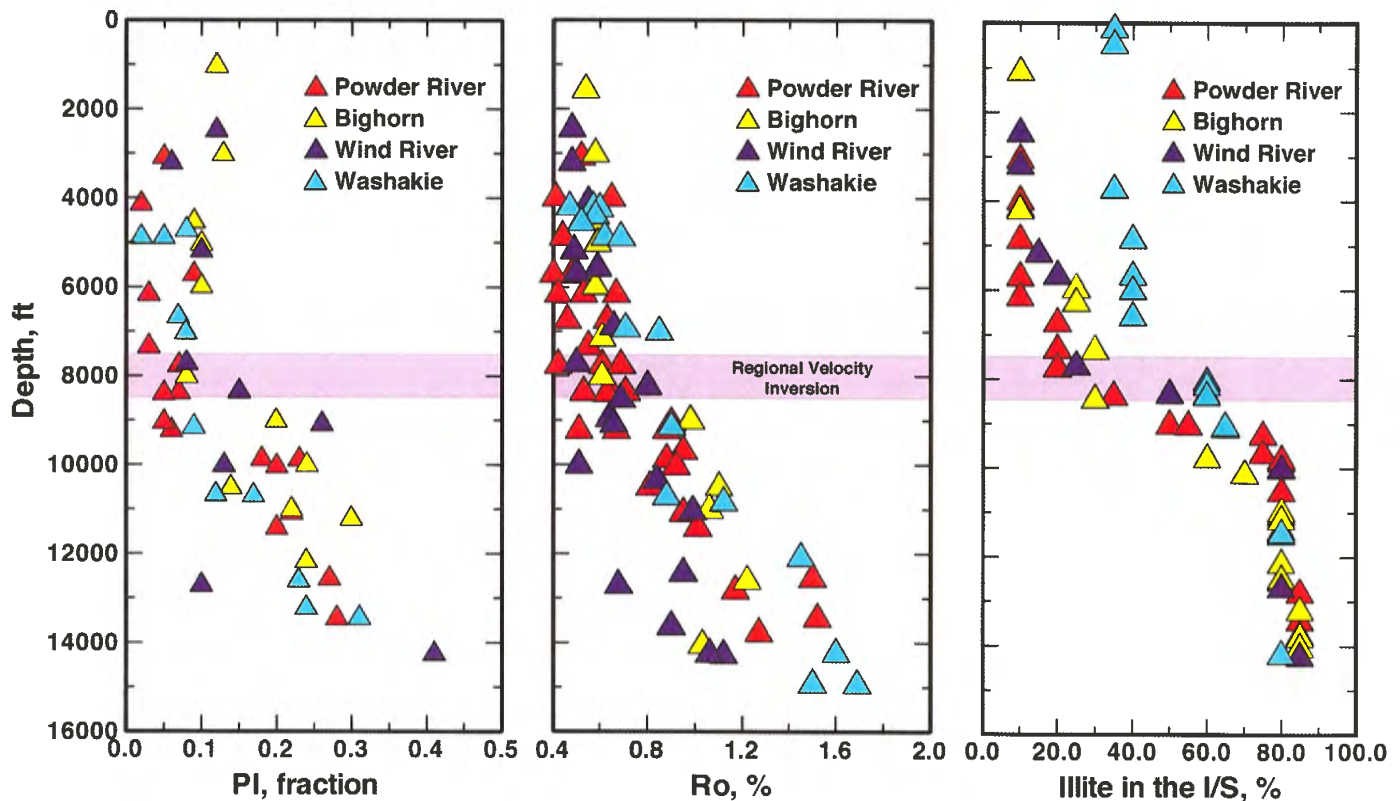 0
2000
4000
6000
8000
10000
12000
14000
16000
Depth, ft
0.0 0.1 0.2 0.3 0.4 0.5
PI, fraction
Powder River
Bighorn
Wind River
Washakie
0.4 0.8 1.2 1.6 2.0
Ro, %
Powder River
Bighorn
Wind River
Washakie
Regional Velocity
Inversion
0.0 20.0 40.0 60.0 80.0 100.0
Illite in the I/S, %
Powder River
Bighorn
Wind River
Washakie